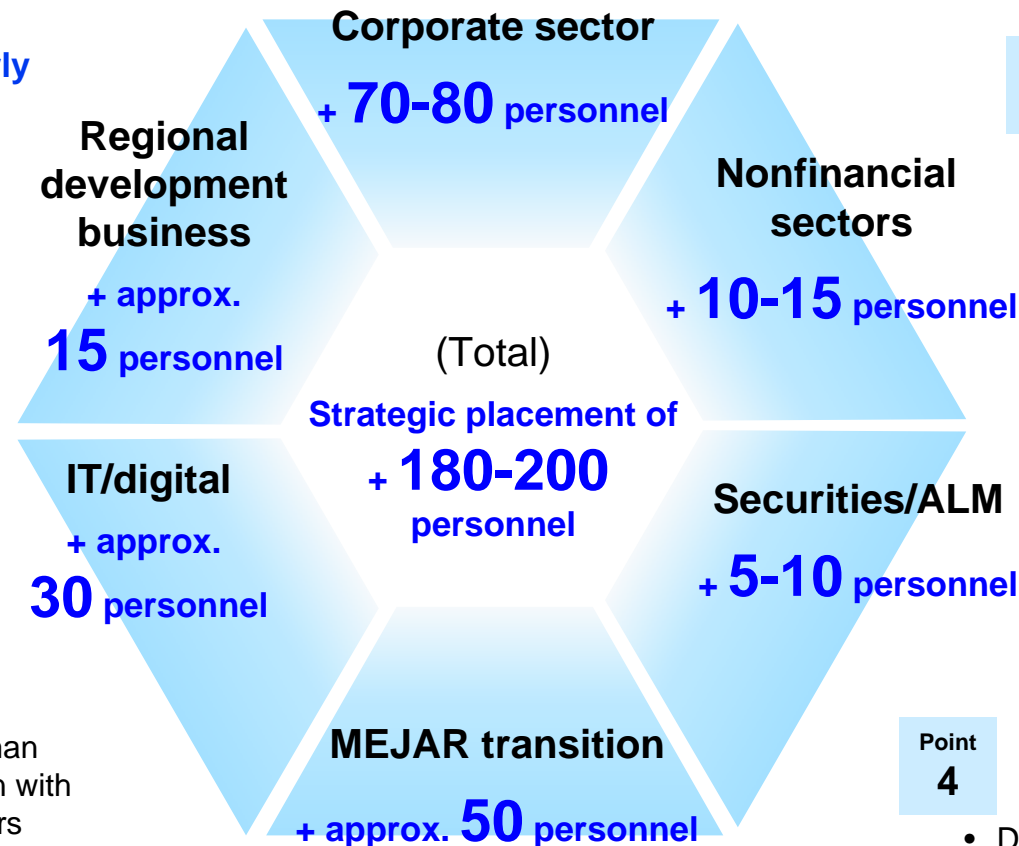 Corporate sector
+ 70-80 personnel
Regional
development
business
+ approx.
15 personnel
Nonfinancial
sectors
+ 10-15 personnel
(Total)
Strategic placement of
+ 180-200
personnel
IT/digital
+ approx.
30 personnel
Securities/ALM
+ 5-10 personnel
MEJAR transition
+ approx. 50 personnel
with
Point
4
• D